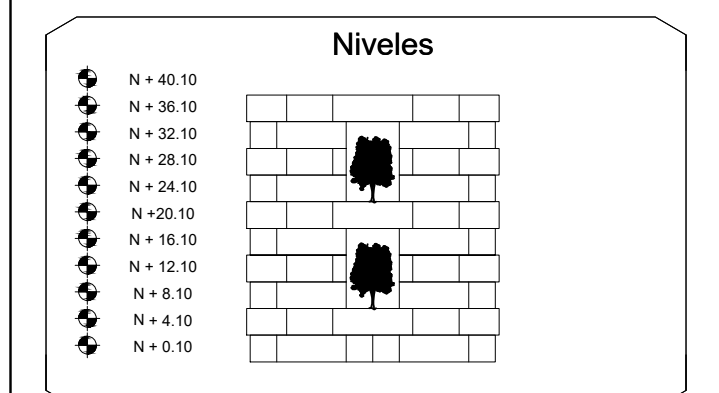 Niveles
N + 40.10
N + 36.10
N + 32.10
N + 28.10
N + 24.10
N +20.10
N + 16.10
N + 12.10
N + 8.10
N + 4.10
N + 0.10